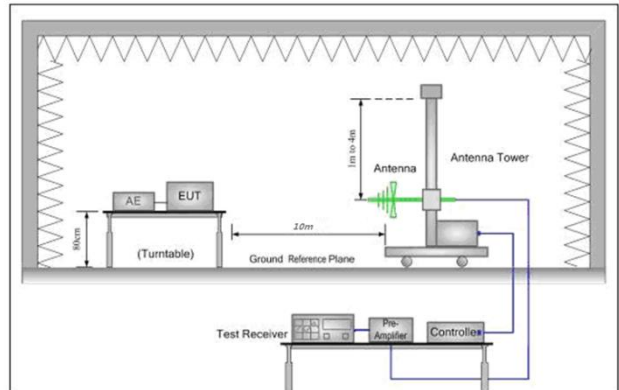 1m to 4m
Antenna
Antenna Tower
AE
EUT
80cm
(Turntable)
10m
Ground Reference Plane
Test Receiver
Pre-
Amplifier
Controller